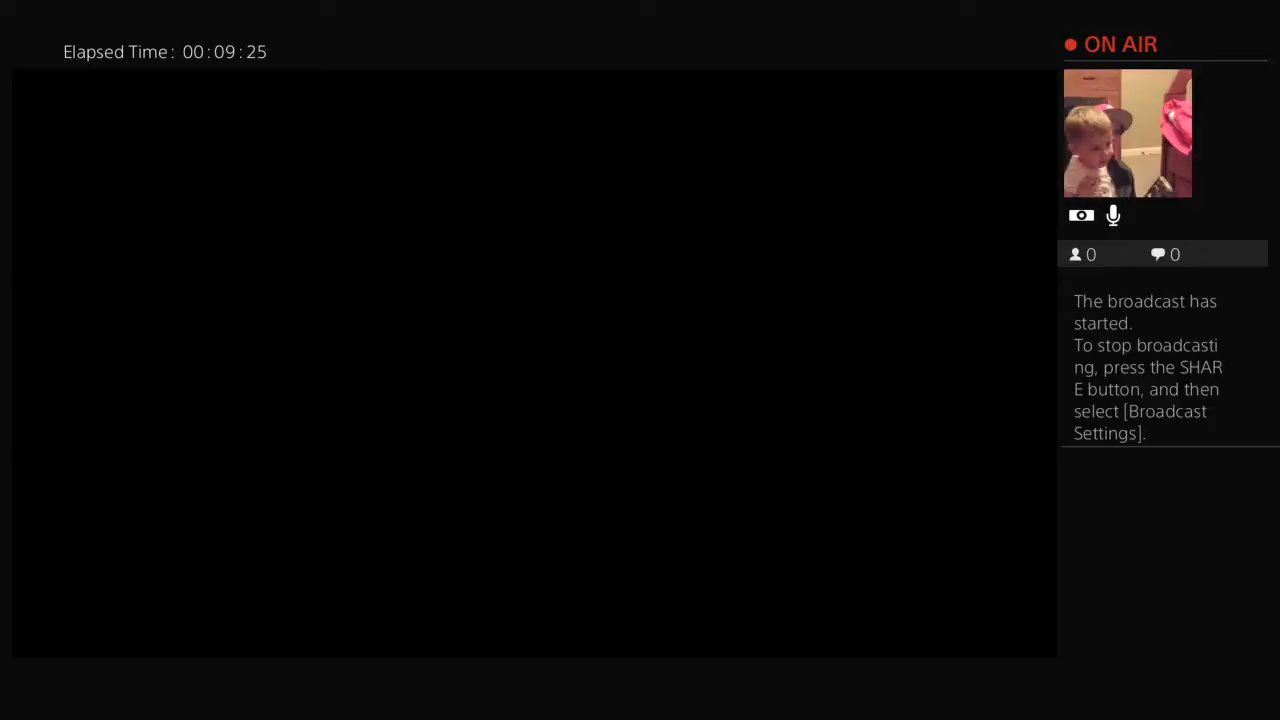 Elapsed Time: 00:09:25
ON AIR
0 0
The broadcast has
started.
To stop broadcasti
ng, press the SHAR
E button, and then
select [Broadcast
Settings].